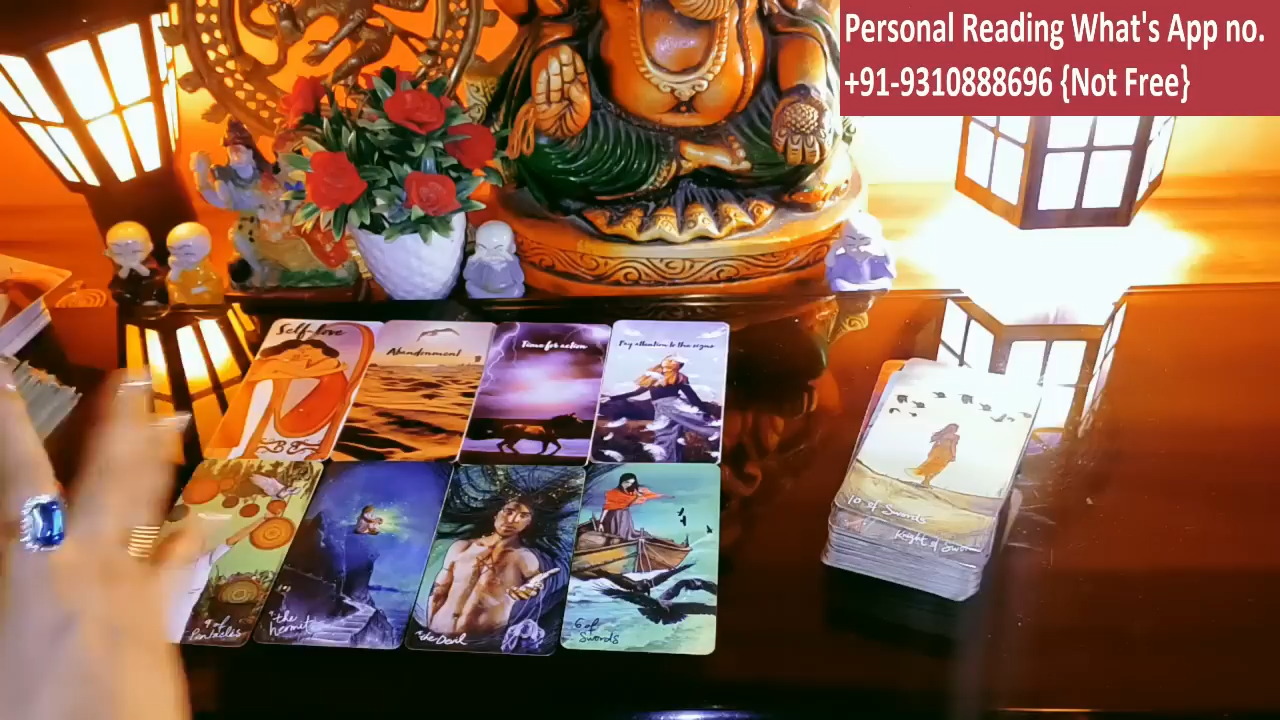 Personal Reading What's App no.
+91-9310888696 {Not Free}
Self-love
Abandonment
Time for action
Pay attention to the signs
9 of
Pentacles
the
hermit
the Devil
6 of
Swords
10 of Swords
Knight of Swords